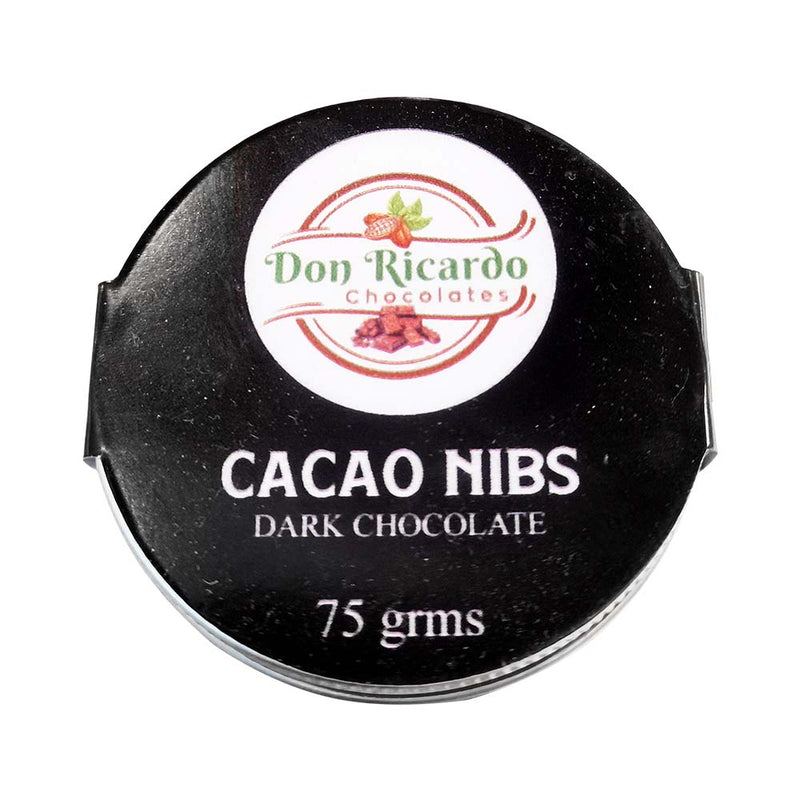 Don Ricardo
Chocolates
CACAO NIBS
DARK CHOCOLATE
75 grms